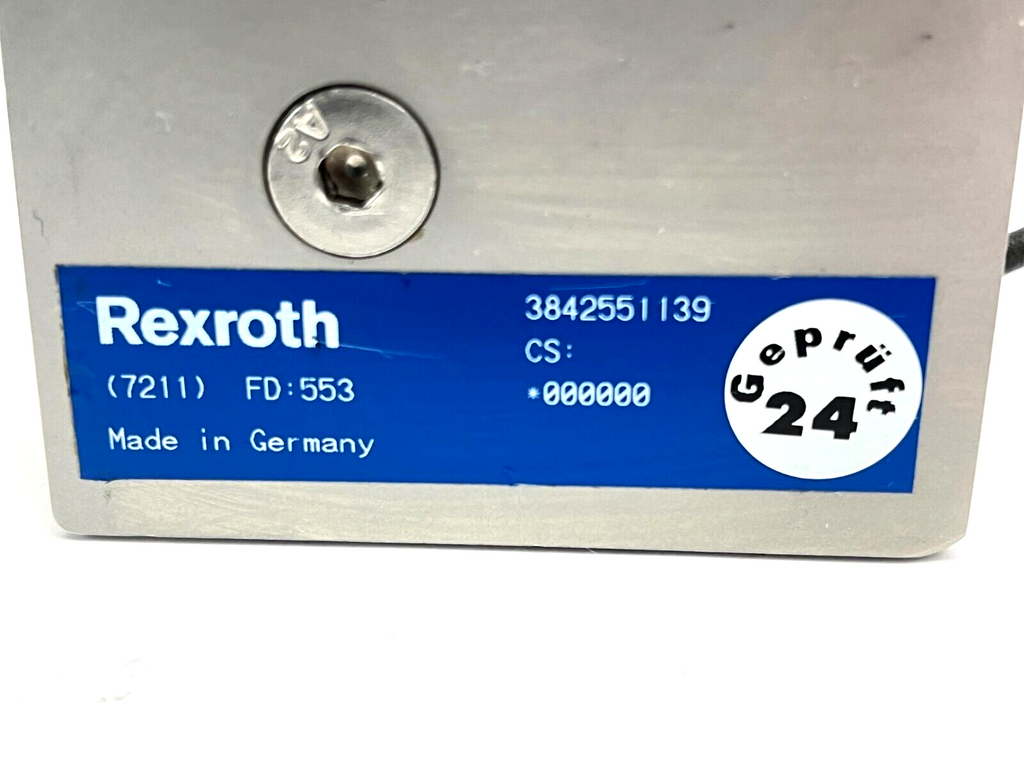 A2
Rexroth
(7211) FD:553
Made in Germany
3842551139
CS:
*000000
Geprüft
24